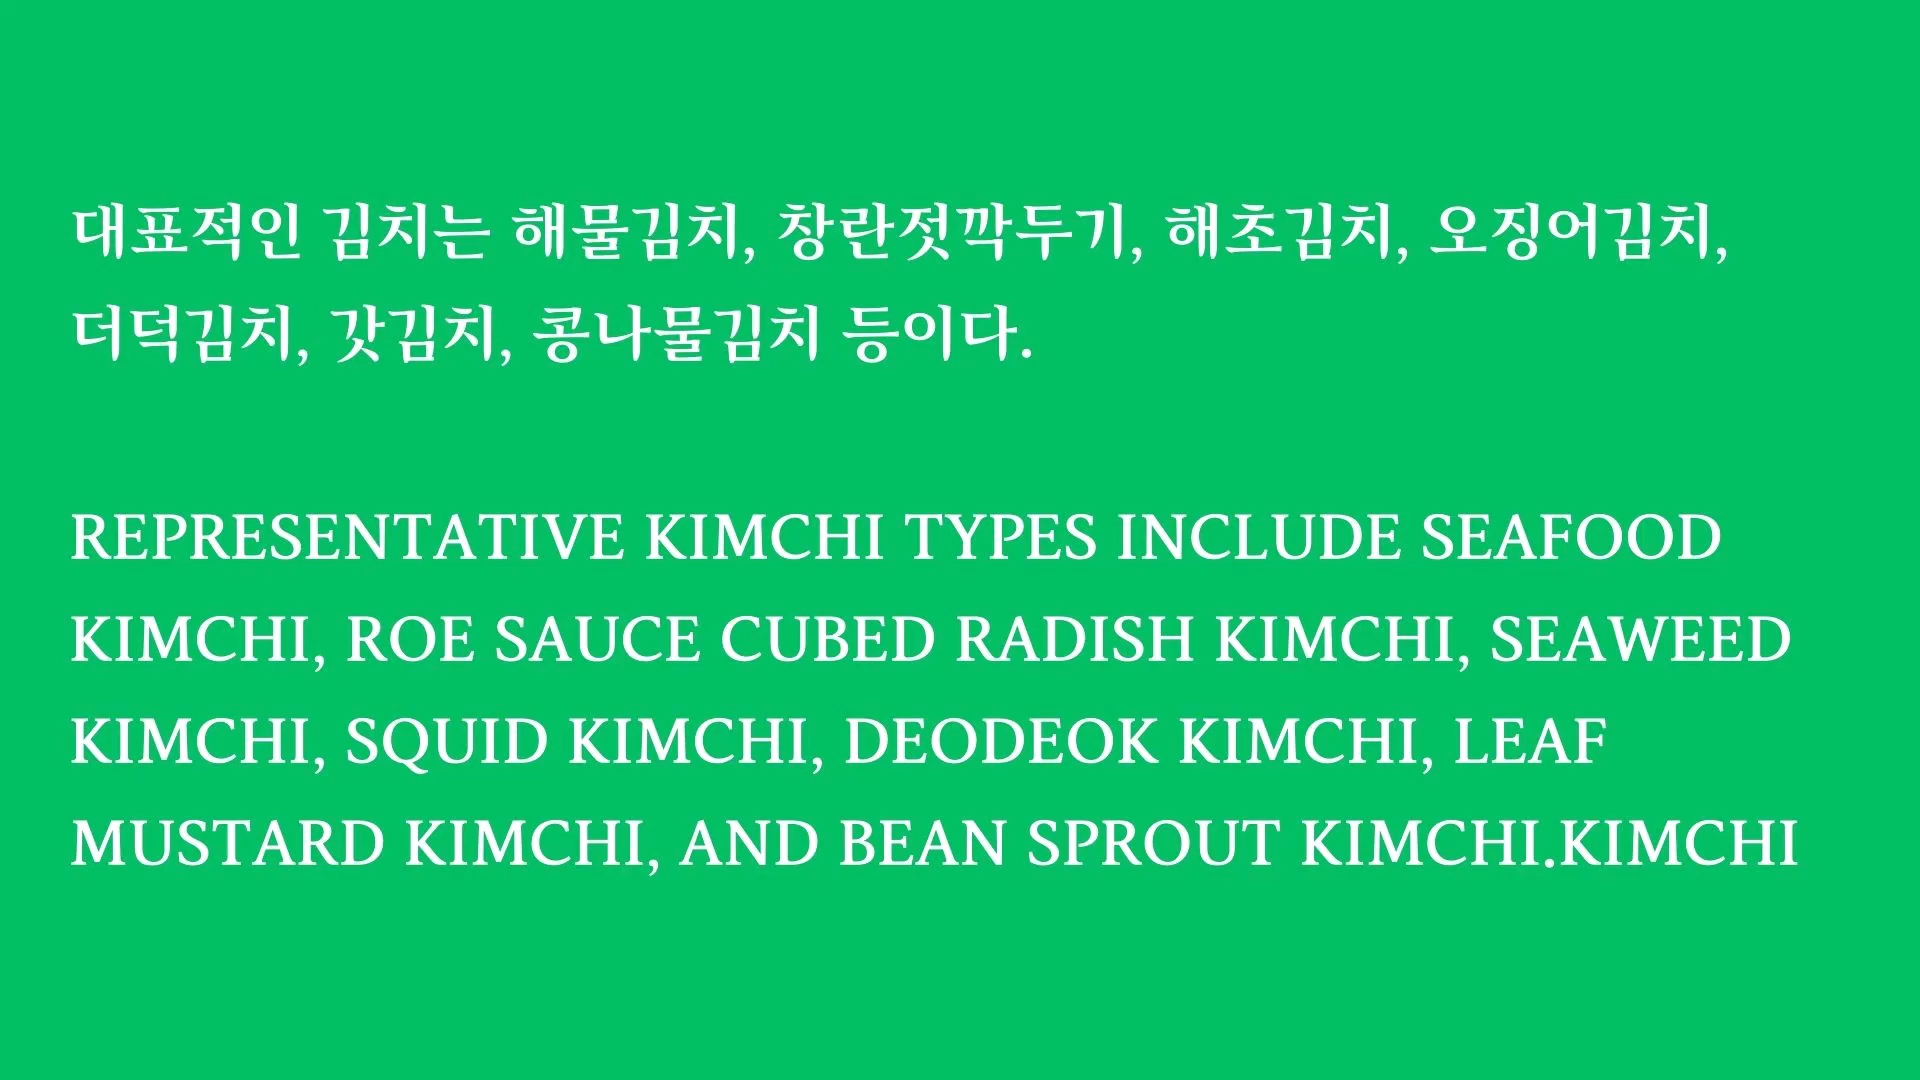 대표적인 김치는 해물김치, 창란젓깍두기, 해초김치, 오징어김치,
더덕김치, 갓김치, 콩나물김치 등이다.
REPRESENTATIVE KIMCHI TYPES INCLUDE SEAFOOD
KIMCHI, ROE SAUCE CUBED RADISH KIMCHI, SEAWEED
KIMCHI, SQUID KIMCHI, DEODEOK KIMCHI, LEAF
MUSTARD KIMCHI, AND BEAN SPROUT KIMCHI.KIMCHI